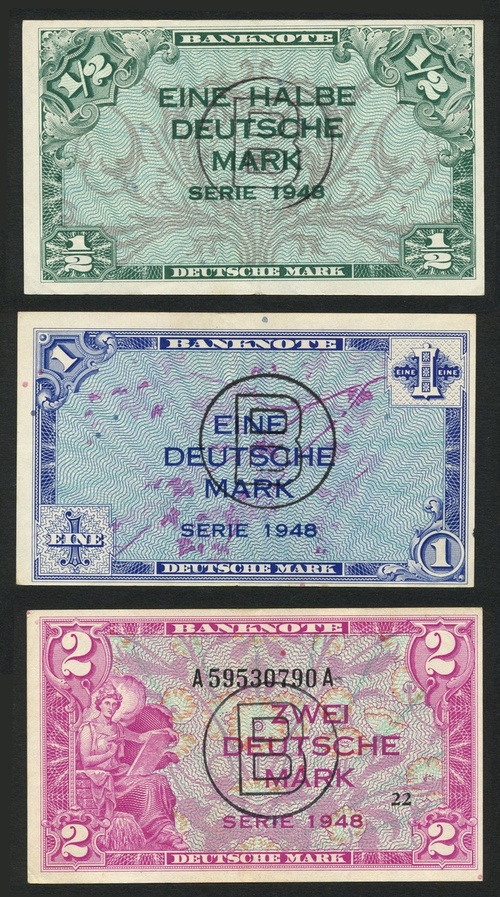 BANKNOTE
1/2
1/2
EINE HALBE
DEUTSCHE
MARK
SERIE 1948
B
1/2
1/2
DEUTSCHE MARK
BANKNOTE
1
1
EINE EINE
EINE
DEUTSCHE
MARK
SERIE 1948
B
1
EINE
1
DEUTSCHE MARK
BANKNOTE
2
2
A 59530790 A
ZWEI
DEUTSCHE
MARK
B
22
SERIE 1948
2
2
DEUTSCHE MARK